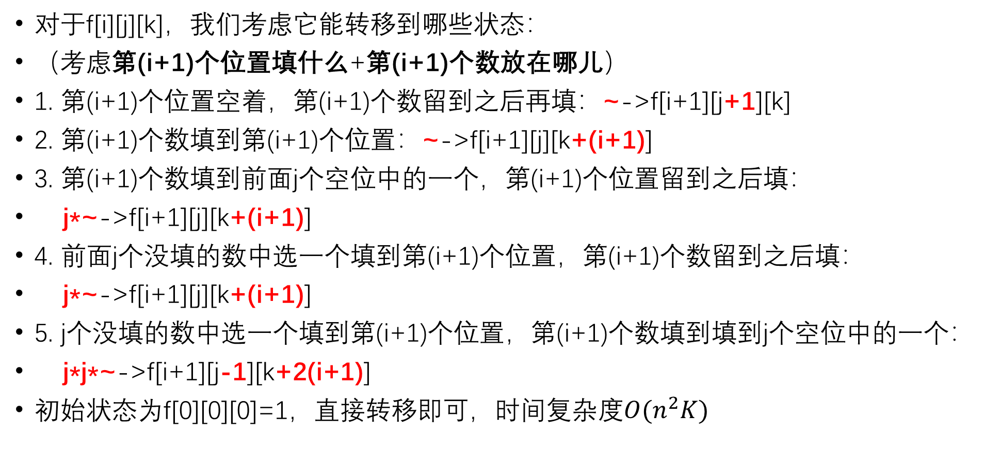 • 对于f[i][j][k]，我们考虑它能转移到哪些状态：
• （考虑第(i+1)个位置填什么+第(i+1)个数放在哪儿）
• 1. 第(i+1)个位置空着，第(i+1)个数留到之后再填：~->f[i+1][j+1][k]
• 2. 第(i+1)个数填到第(i+1)个位置：~->f[i+1][j][k+(i+1)]
• 3. 第(i+1)个数填到前面j个空位中的一个，第(i+1)个位置留到之后填：
• j*~->f[i+1][j][k+(i+1)]
• 4. 前面j个没填的数中选一个填到第(i+1)个位置，第(i+1)个数留到之后填：
• j*~->f[i+1][j][k+(i+1)]
• 5. j个没填的数中选一个填到第(i+1)个位置，第(i+1)个数填到填到j个空位中的一个：
• j*j*~->f[i+1][j-1][k+2(i+1)]
• 初始状态为f[0][0][0]=1，直接转移即可，时间复杂度O(n²K)